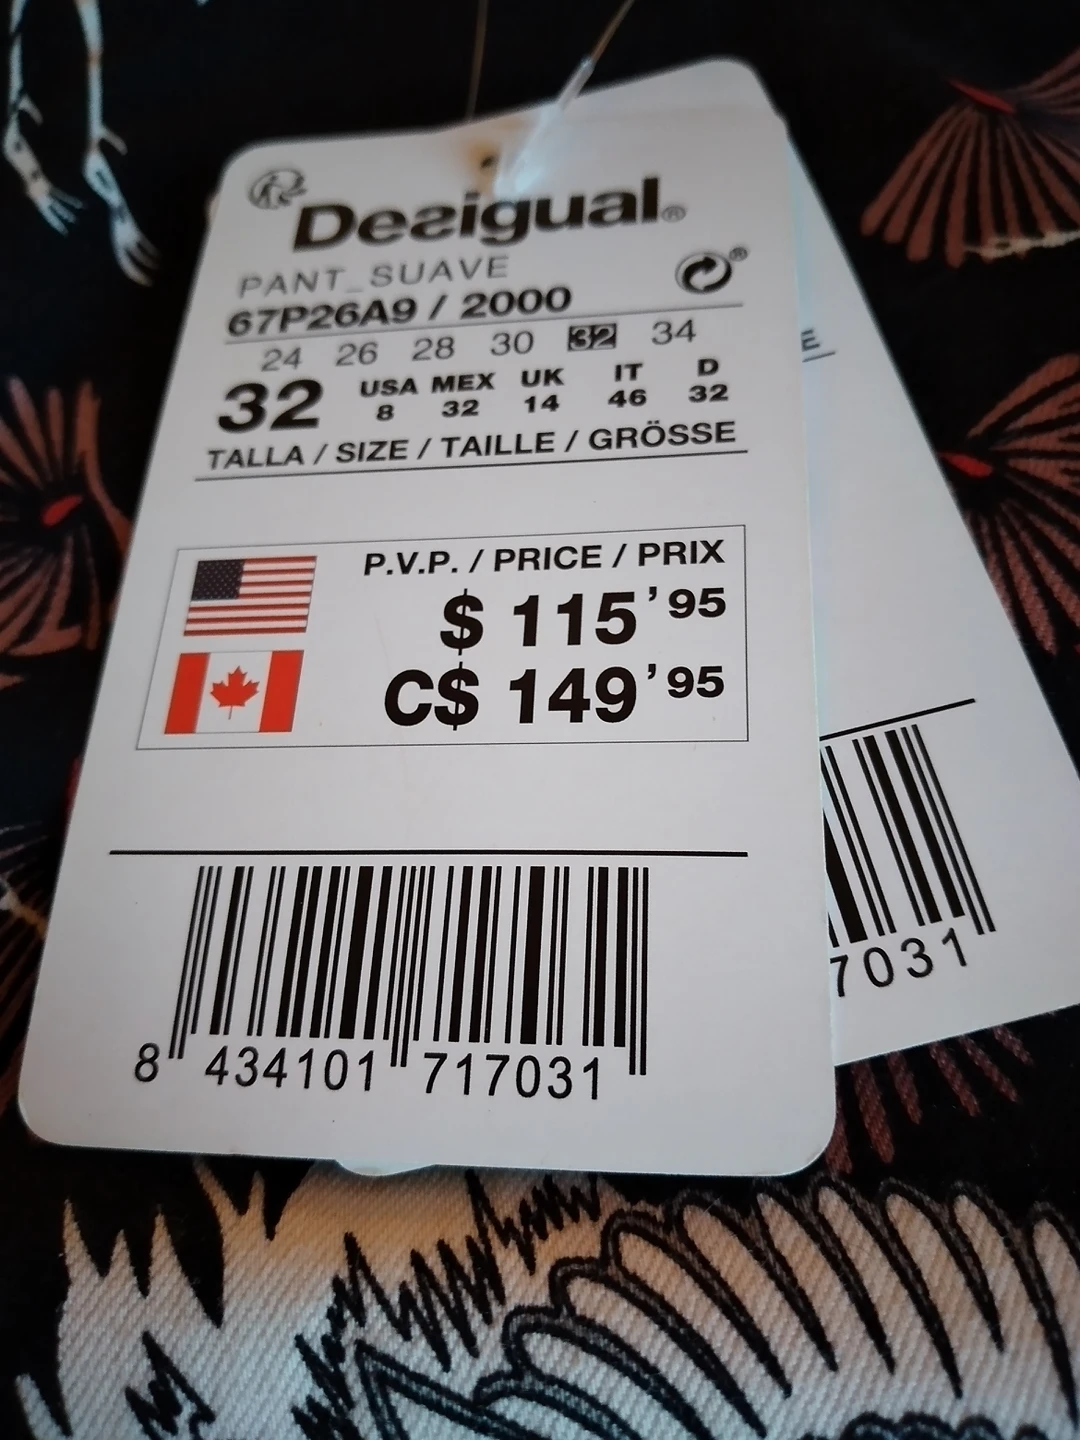 Desigual®
PANT_SUAVE
67P26A9 / 2000
24 26 28 30 32 34
32
USA MEX UK IT D
8 32 14 46 32
TALLA / SIZE / TAILLE / GRÖSSE
P.V.P. / PRICE / PRIX
$ 115'95
C$ 149'95
8 434101 717031
E
7031